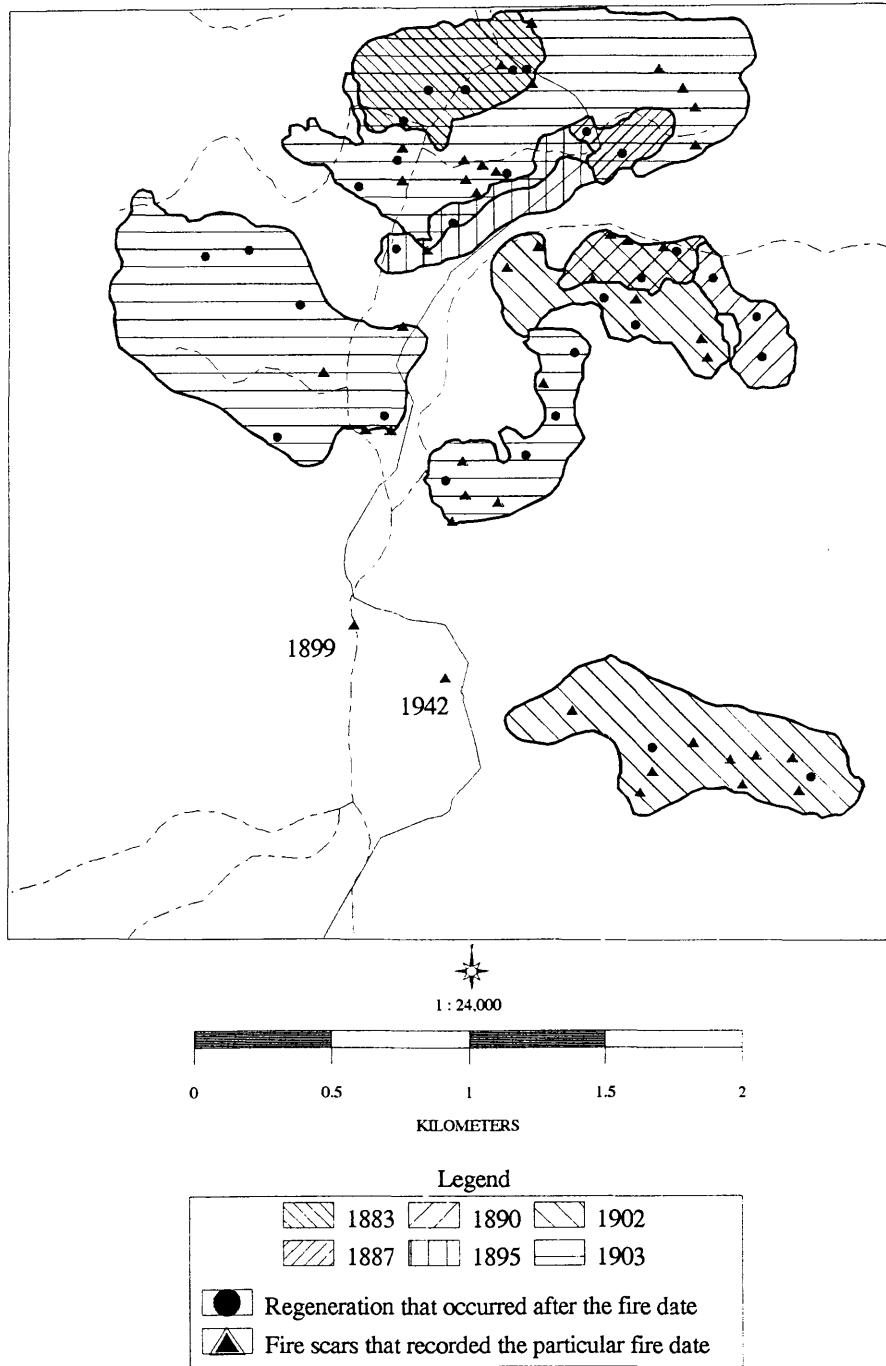 1899
1942
1 : 24,000
0 0.5 1 1.5 2
KILOMETERS
Legend
1883 1890 1902
1887 1895 1903
Regeneration that occurred after the fire date
Fire scars that recorded the particular fire date